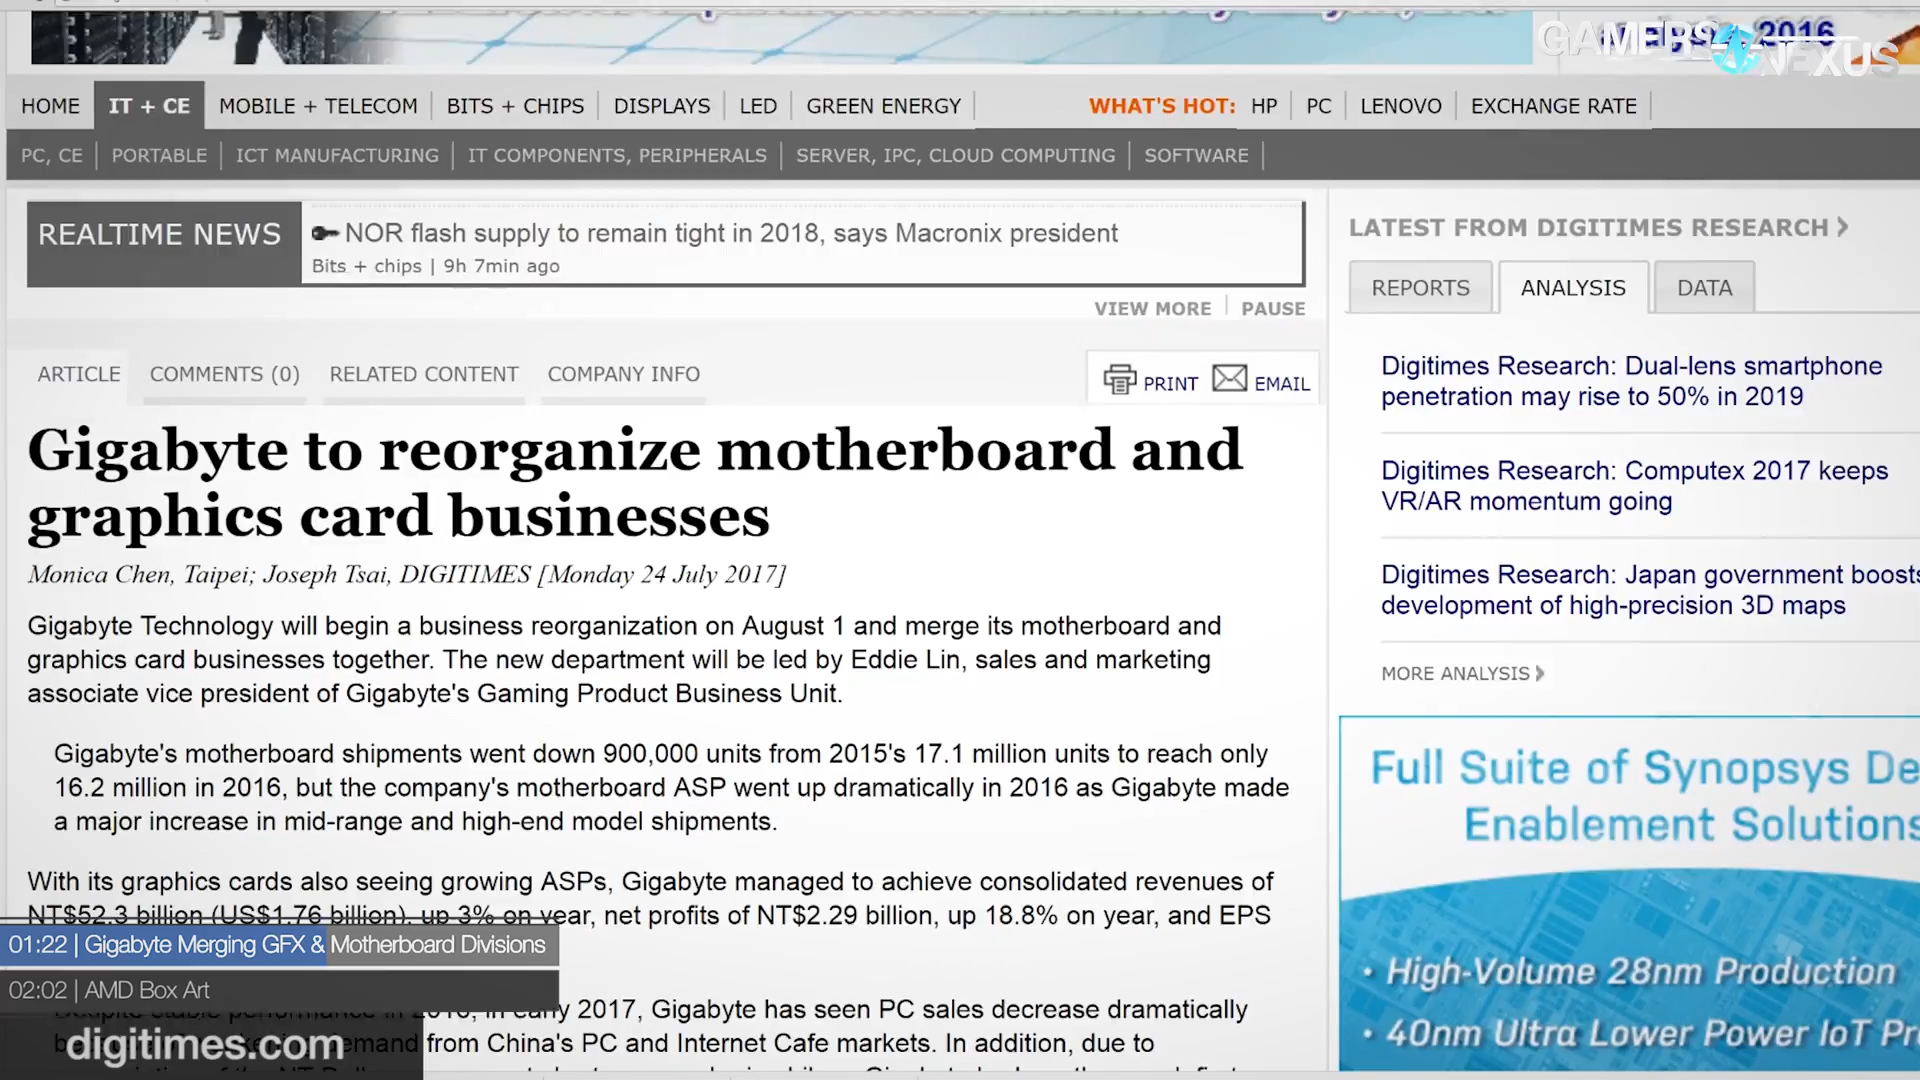 2016
GAMERS NEXUS
HOME
IT + CE
MOBILE + TELECOM
BITS + CHIPS
DISPLAYS
LED
GREEN ENERGY
WHAT'S HOT:
HP
PC
LENOVO
EXCHANGE RATE
PC, CE
PORTABLE
ICT MANUFACTURING
IT COMPONENTS, PERIPHERALS
SERVER, IPC, CLOUD COMPUTING
SOFTWARE
REALTIME NEWS
NOR flash supply to remain tight in 2018, says Macronix president
Bits + chips | 9h 7min ago
VIEW MORE
PAUSE
ARTICLE
COMMENTS (0)
RELATED CONTENT
COMPANY INFO
PRINT
EMAIL
Gigabyte to reorganize motherboard and
graphics card businesses
Monica Chen, Taipei; Joseph Tsai, DIGITIMES [Monday 24 July 2017]
Gigabyte Technology will begin a business reorganization on August 1 and merge its motherboard and
graphics card businesses together. The new department will be led by Eddie Lin, sales and marketing
associate vice president of Gigabyte's Gaming Product Business Unit.
Gigabyte's motherboard shipments went down 900,000 units from 2015's 17.1 million units to reach only
16.2 million in 2016, but the company's motherboard ASP went up dramatically in 2016 as Gigabyte made
a major increase in mid-range and high-end model shipments.
With its graphics cards also seeing growing ASPs, Gigabyte managed to achieve consolidated revenues of
NT$52.3 billion (US$1.76 billion), up 3% on year, net profits of NT$2.29 billion, up 18.8% on year, and EPS
in early 2017, Gigabyte has seen PC sales decrease dramatically
demand from China's PC and Internet Cafe markets. In addition, due to
LATEST FROM DIGITIMES RESEARCH
REPORTS
ANALYSIS
DATA
Digitimes Research: Dual-lens smartphone
penetration may rise to 50% in 2019
Digitimes Research: Computex 2017 keeps
VR/AR momentum going
Digitimes Research: Japan government boosts
development of high-precision 3D maps
MORE ANALYSIS
Full Suite of Synopsys De
Enablement Solutions
• High-Volume 28nm Production
• 40nm Ultra Lower Power IoT Pr
01:22 | Gigabyte Merging GFX & Motherboard Divisions
02:02 | AMD Box Art
digitimes.com